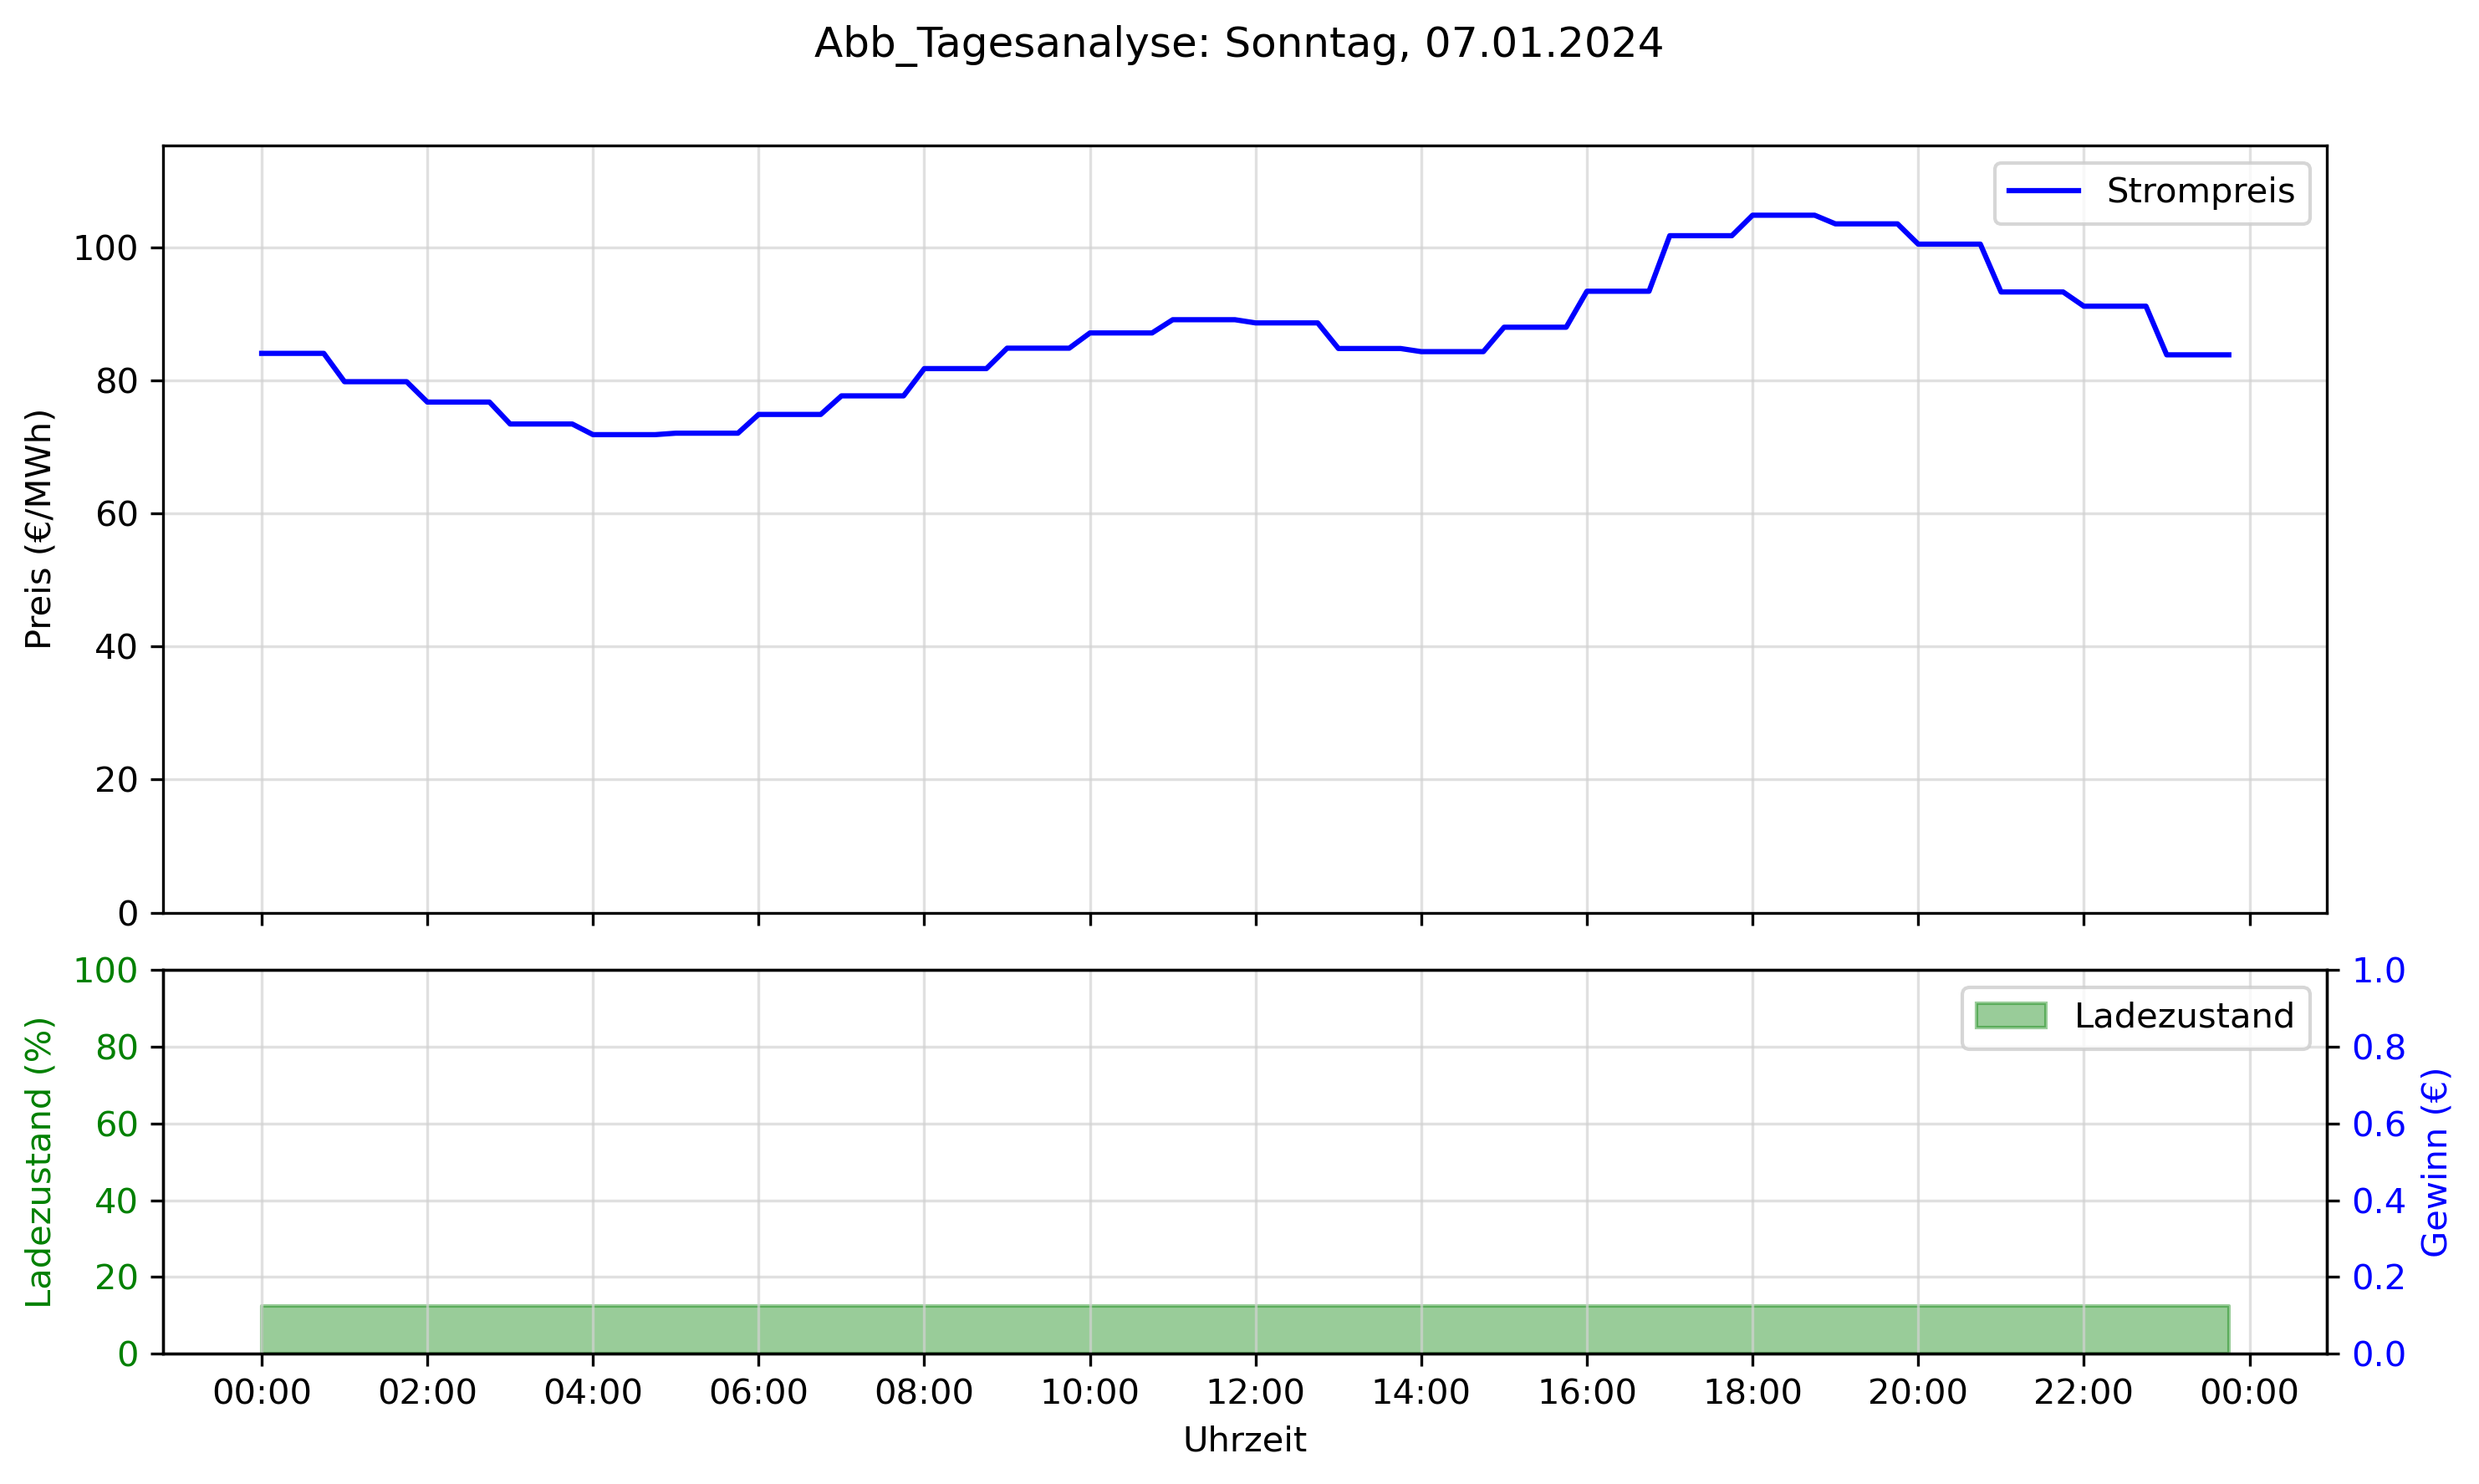 Abb_Tagesanalyse: Sonntag, 07.01.2024
Strompreis
Preis (€/MWh)
100
80
60
40
20
0
Ladezustand
Ladezustand (%)
100
80
60
40
20
0
1.0
0.8
0.6
0.4
0.2
0.0
Gewinn (€)
00:00 02:00 04:00 06:00 08:00 10:00 12:00 14:00 16:00 18:00 20:00 22:00 00:00
Uhrzeit